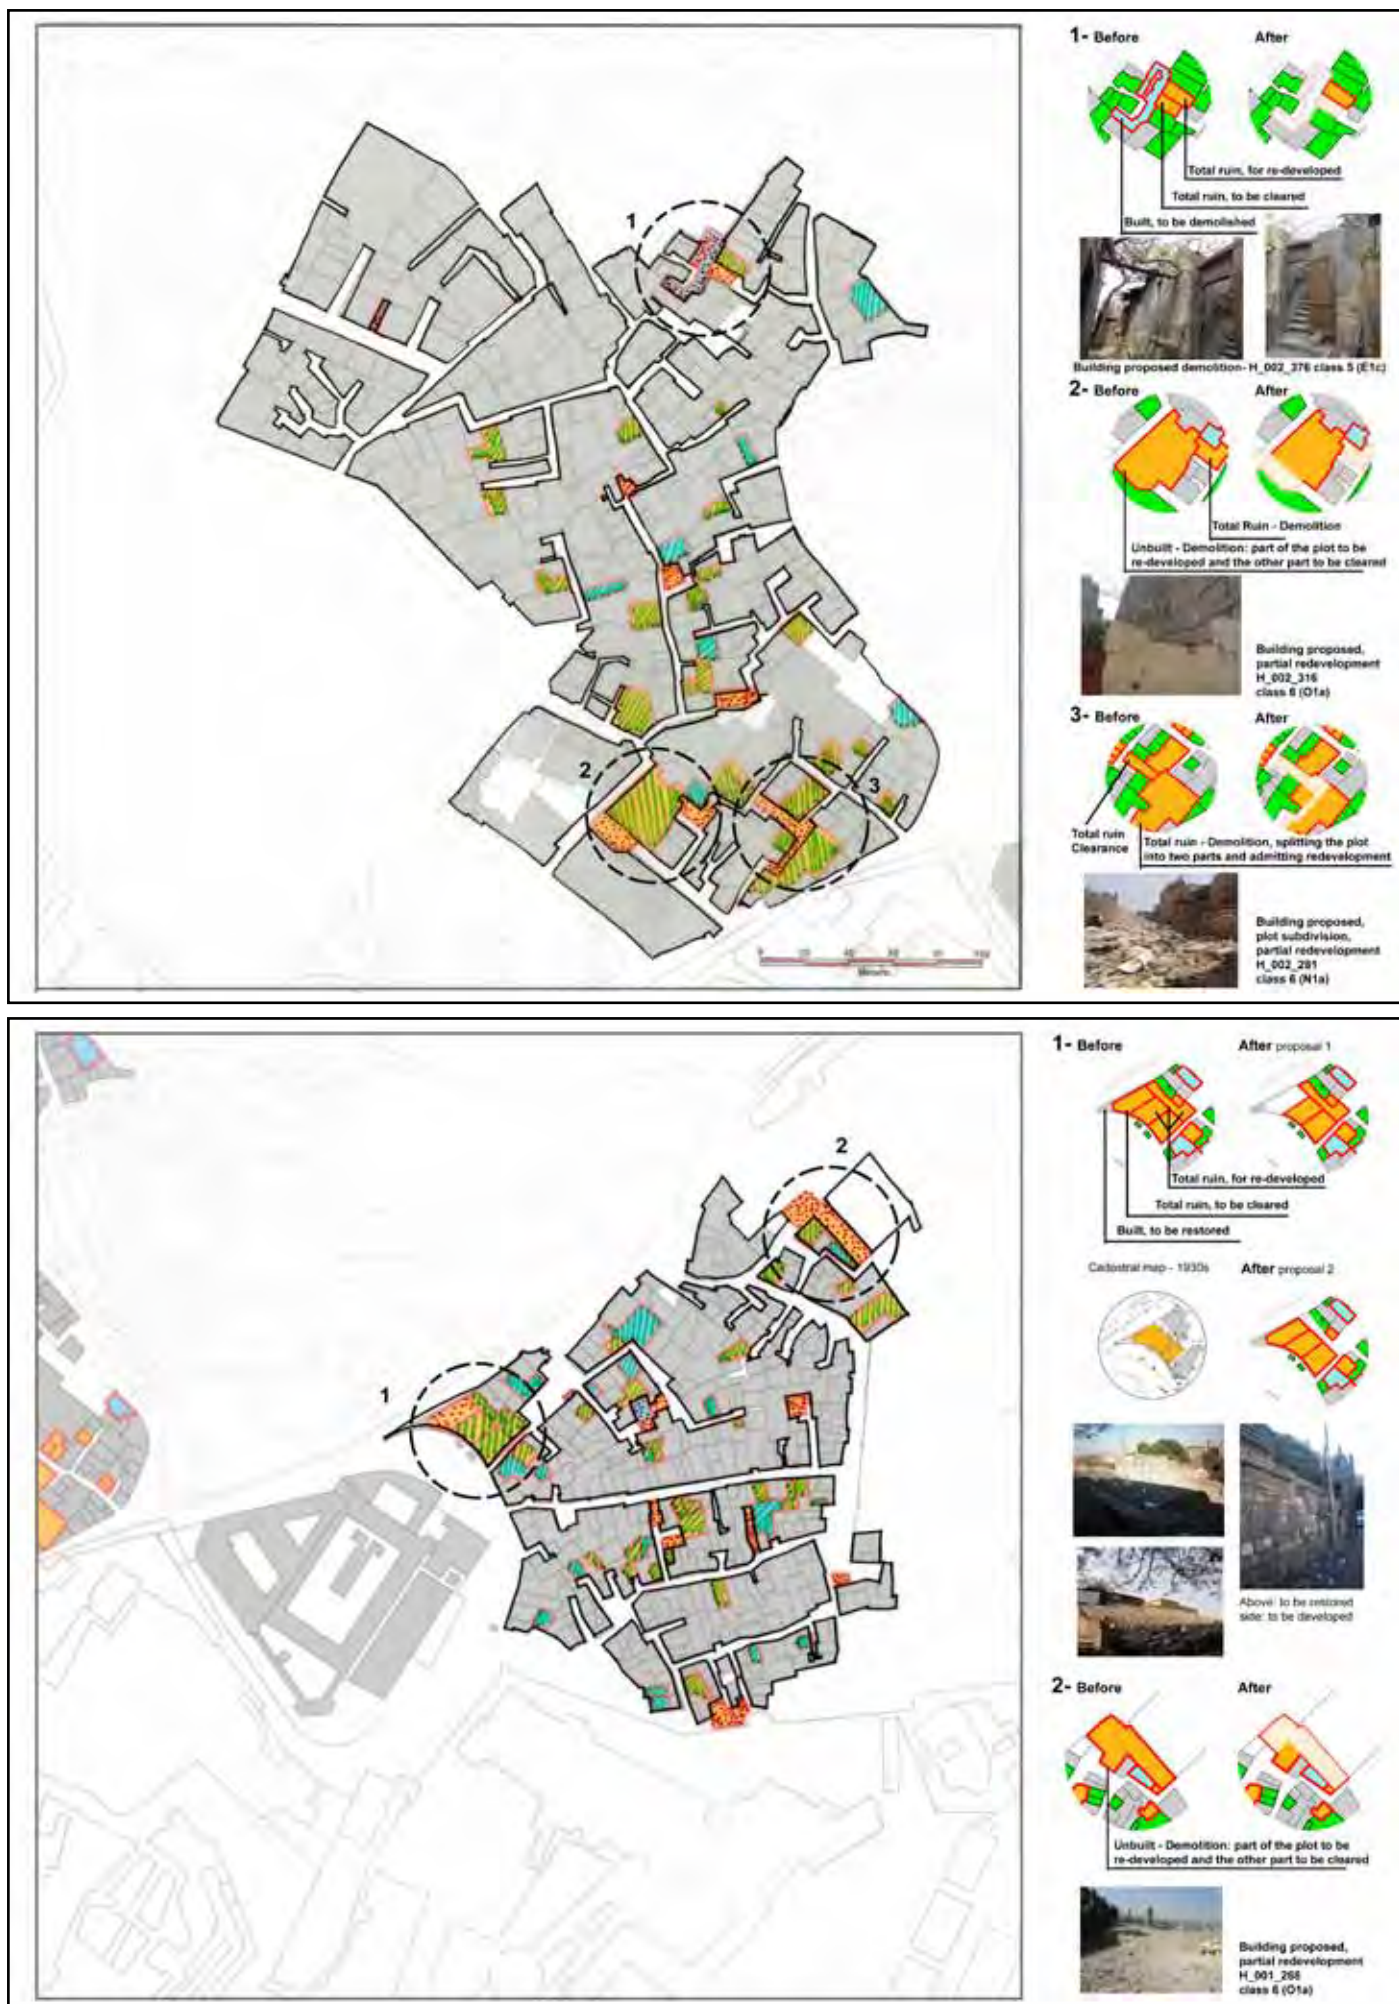 1- Before
After
Total ruin, for re-developed
Total ruin, to be cleared
Built, to be demolished
Building proposed demolition- H_002_376 class 5 (E1c)
2- Before
After
Total Ruin - Demolition
Unbuilt - Demolition: part of the plot to be
re-developed and the other part to be cleared
Building proposed,
partial redevelopment
H_002_316
class 6 (O1a)
3- Before
After
Total ruin
Clearance
Total ruin - Demolition, splitting the plot
into two parts and admitting redevelopment
Building proposed,
plot subdivision,
partial redevelopment
H_002_281
class 6 (N1a)
1
2
3
1- Before
After proposal 1
Total ruin, for re-developed
Total ruin, to be cleared
Built, to be restored
Cadastral map - 1930s
After proposal 2
Above: to be restored
side: to be developed
2- Before
After
Unbuilt - Demolition: part of the plot to be
re-developed and the other part to be cleared
Building proposed,
partial redevelopment
H_001_268
class 6 (O1a)
1
2